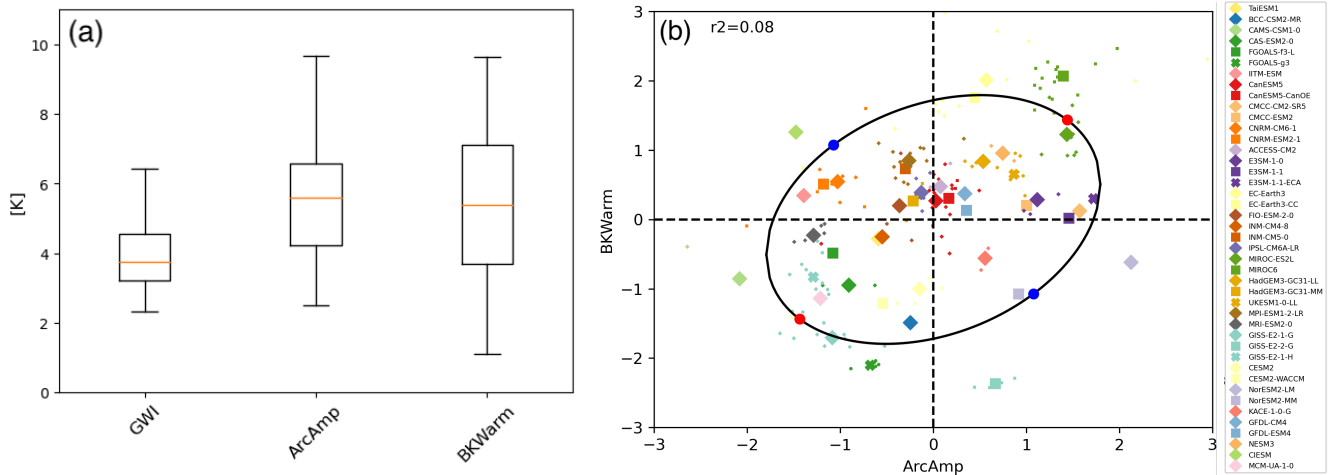 (a)
10
8
6
4
2
0
[K]
GWI
ArcAmp
BKWarm
(b)
r2=0.08
3
2
1
0
−1
−2
−3
BKWarm
−3
−2
−1
0
1
2
3
ArcAmp
TaiESM1
BCC-CSM2-MR
CAMS-CSM1-0
CAS-ESM2-0
FGOALS-f3-L
FGOALS-g3
IITM-ESM
CanESM5
CanESM5-CanOE
CMCC-CM2-SR5
CMCC-ESM2
CNRM-CM6-1
CNRM-ESM2-1
ACCESS-CM2
E3SM-1-0
E3SM-1-1
E3SM-1-1-ECA
EC-Earth3
EC-Earth3-CC
FIO-ESM-2-0
INM-CM4-8
INM-CM5-0
IPSL-CM6A-LR
MIROC-ES2L
MIROC6
HadGEM3-GC31-LL
HadGEM3-GC31-MM
UKESM1-0-LL
MPI-ESM1-2-LR
MRI-ESM2-0
GISS-E2-1-G
GISS-E2-2-G
GISS-E2-1-H
CESM2
CESM2-WACCM
NorESM2-LM
NorESM2-MM
KACE-1-0-G
GFDL-CM4
GFDL-ESM4
NESM3
CIESM
MCM-UA-1-0